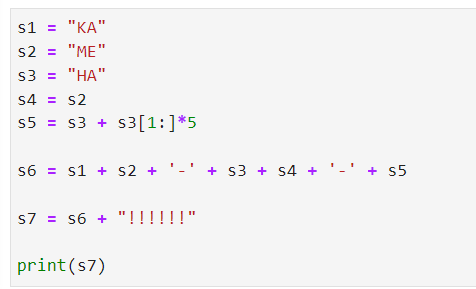 s1 = "KA"
s2 = "ME"
s3 = "HA"
s4 = s2
s5 = s3 + s3[1:]*5
s6 = s1 + s2 + '-' + s3 + s4 + '-' + s5
s7 = s6 + "!!!!!!"
print(s7)